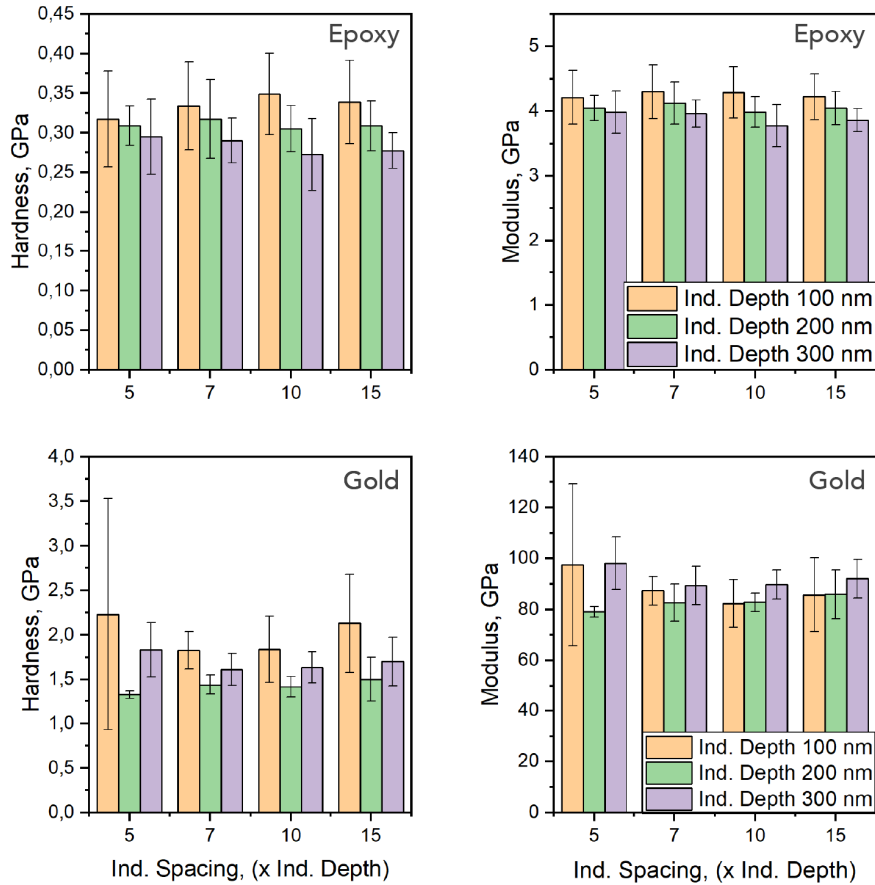 Epoxy
Hardness, GPa
0,45
0,40
0,35
0,30
0,25
0,20
0,15
0,10
0,05
0,00
5 7 10 15
Epoxy
Modulus, GPa
5
4
3
2
1
0
Ind. Depth 100 nm
Ind. Depth 200 nm
Ind. Depth 300 nm
5 7 10 15
Gold
Hardness, GPa
4,0
3,5
3,0
2,5
2,0
1,5
1,0
0,5
0,0
5 7 10 15
Ind. Spacing, (x Ind. Depth)
Gold
Modulus, GPa
140
120
100
80
60
40
20
0
Ind. Depth 100 nm
Ind. Depth 200 nm
Ind. Depth 300 nm
5 7 10 15
Ind. Spacing, (x Ind. Depth)